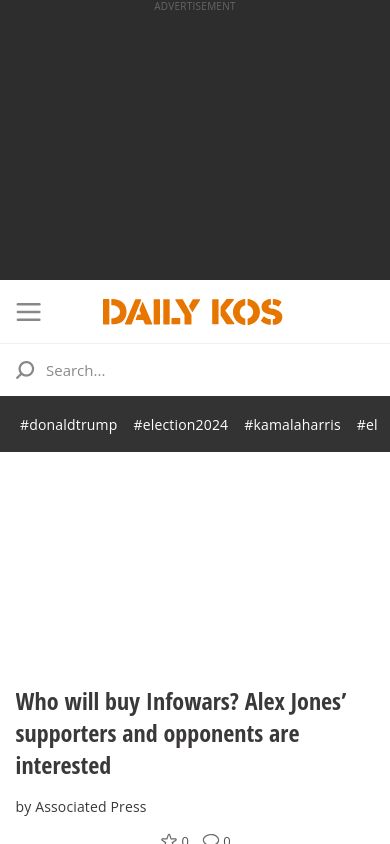 ADVERTISEMENT
DAILY KOS
Search...
#donaldtrump #election2024 #kamalaharris #el
Who will buy Infowars? Alex Jones’
supporters and opponents are
interested
by Associated Press
0 0